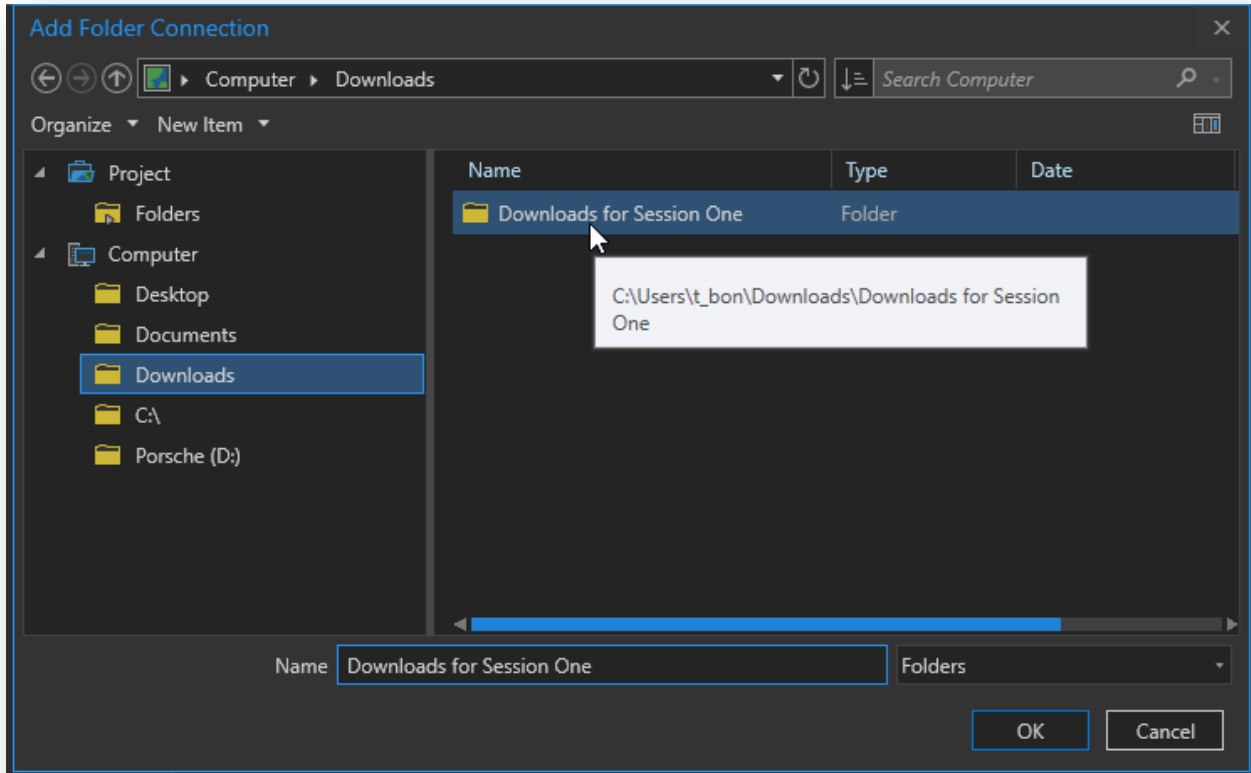 Add Folder Connection
Computer Downloads
Search Computer
Organize New Item
Project
Folders
Computer
Desktop
Documents
Downloads
C:\
Porsche (D:)
Name Type Date
Downloads for Session One Folder
C:\Users\t_bon\Downloads\Downloads for Session
One
Name Downloads for Session One Folders
OK Cancel